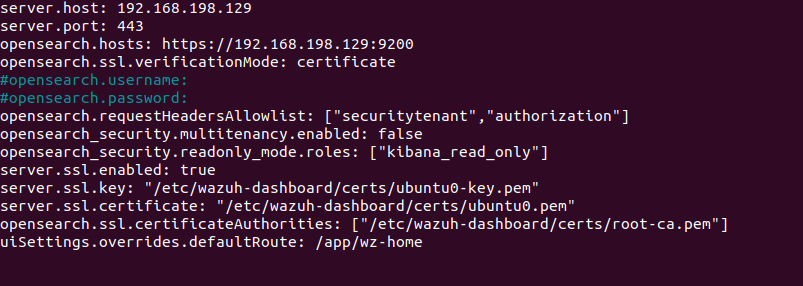 server.host: 192.168.198.129
server.port: 443
opensearch.hosts: https://192.168.198.129:9200
opensearch.ssl.verificationMode: certificate
#opensearch.username:
#opensearch.password:
opensearch.requestHeadersAllowlist: ["securitytenant","authorization"]
opensearch_security.multitenancy.enabled: false
opensearch_security.readonly_mode.roles: ["kibana_read_only"]
server.ssl.enabled: true
server.ssl.key: "/etc/wazuh-dashboard/certs/ubuntu0-key.pem"
server.ssl.certificate: "/etc/wazuh-dashboard/certs/ubuntu0.pem"
opensearch.ssl.certificateAuthorities: ["/etc/wazuh-dashboard/certs/root-ca.pem"]
uiSettings.overrides.defaultRoute: /app/wz-home